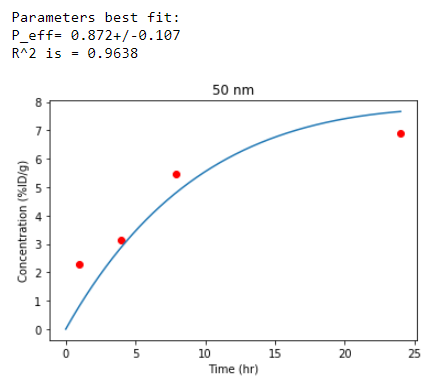 Parameters best fit:
P_eff= 0.872+/-0.107
R^2 is = 0.9638
50 nm
8
7
6
5
4
3
2
1
0
Concentration (%ID/g)
0 5 10 15 20 25
Time (hr)